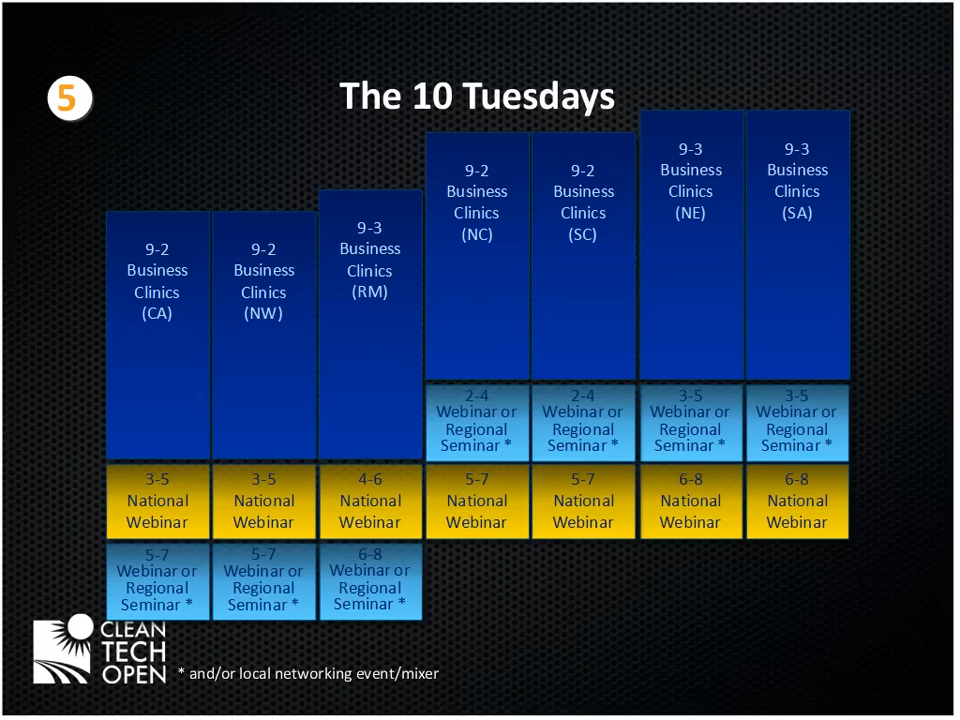 5
The 10 Tuesdays
9-2
Business
Clinics
(CA)
9-2
Business
Clinics
(NW)
9-3
Business
Clinics
(RM)
9-2
Business
Clinics
(NC)
9-2
Business
Clinics
(SC)
9-3
Business
Clinics
(NE)
9-3
Business
Clinics
(SA)
2-4
Webinar or
Regional
Seminar *
2-4
Webinar or
Regional
Seminar *
3-5
Webinar or
Regional
Seminar *
3-5
Webinar or
Regional
Seminar *
3-5
National
Webinar
3-5
National
Webinar
4-6
National
Webinar
5-7
National
Webinar
5-7
National
Webinar
6-8
National
Webinar
6-8
National
Webinar
5-7
Webinar or
Regional
Seminar *
5-7
Webinar or
Regional
Seminar *
6-8
Webinar or
Regional
Seminar *
CLEAN
TECH
OPEN
* and/or local networking event/mixer